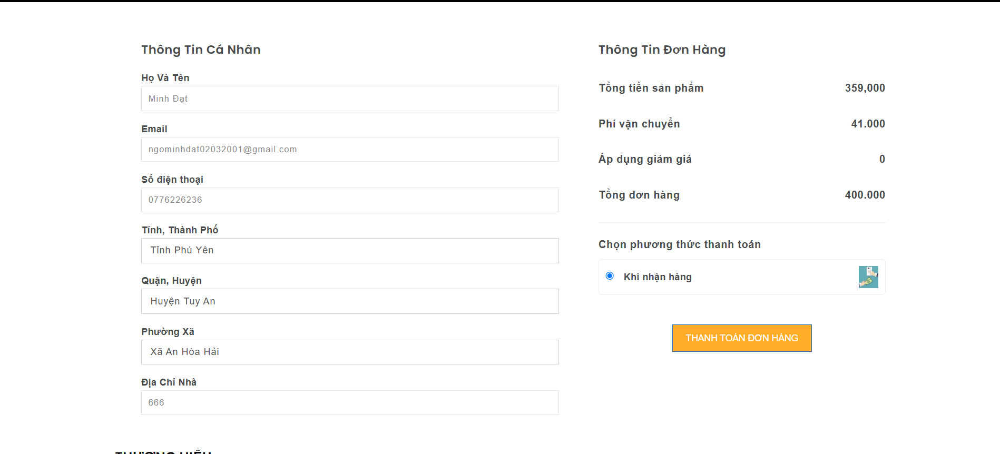 Thông Tin Cá Nhân
Họ Và Tên
Minh Đạt
Email
ngominhdat02032001@gmail.com
Số điện thoại
0776226236
Tỉnh, Thành Phố
Tỉnh Phú Yên
Quận, Huyện
Huyện Tuy An
Phường Xã
Xã An Hòa Hải
Địa Chỉ Nhà
666
Thông Tin Đơn Hàng
Tổng tiền sản phẩm 359,000
Phí vận chuyển 41.000
Áp dụng giảm giá 0
Tổng đơn hàng 400.000
Chọn phương thức thanh toán
Khi nhận hàng
THANH TOÁN ĐƠN HÀNG
THƯƠNG HIỆU